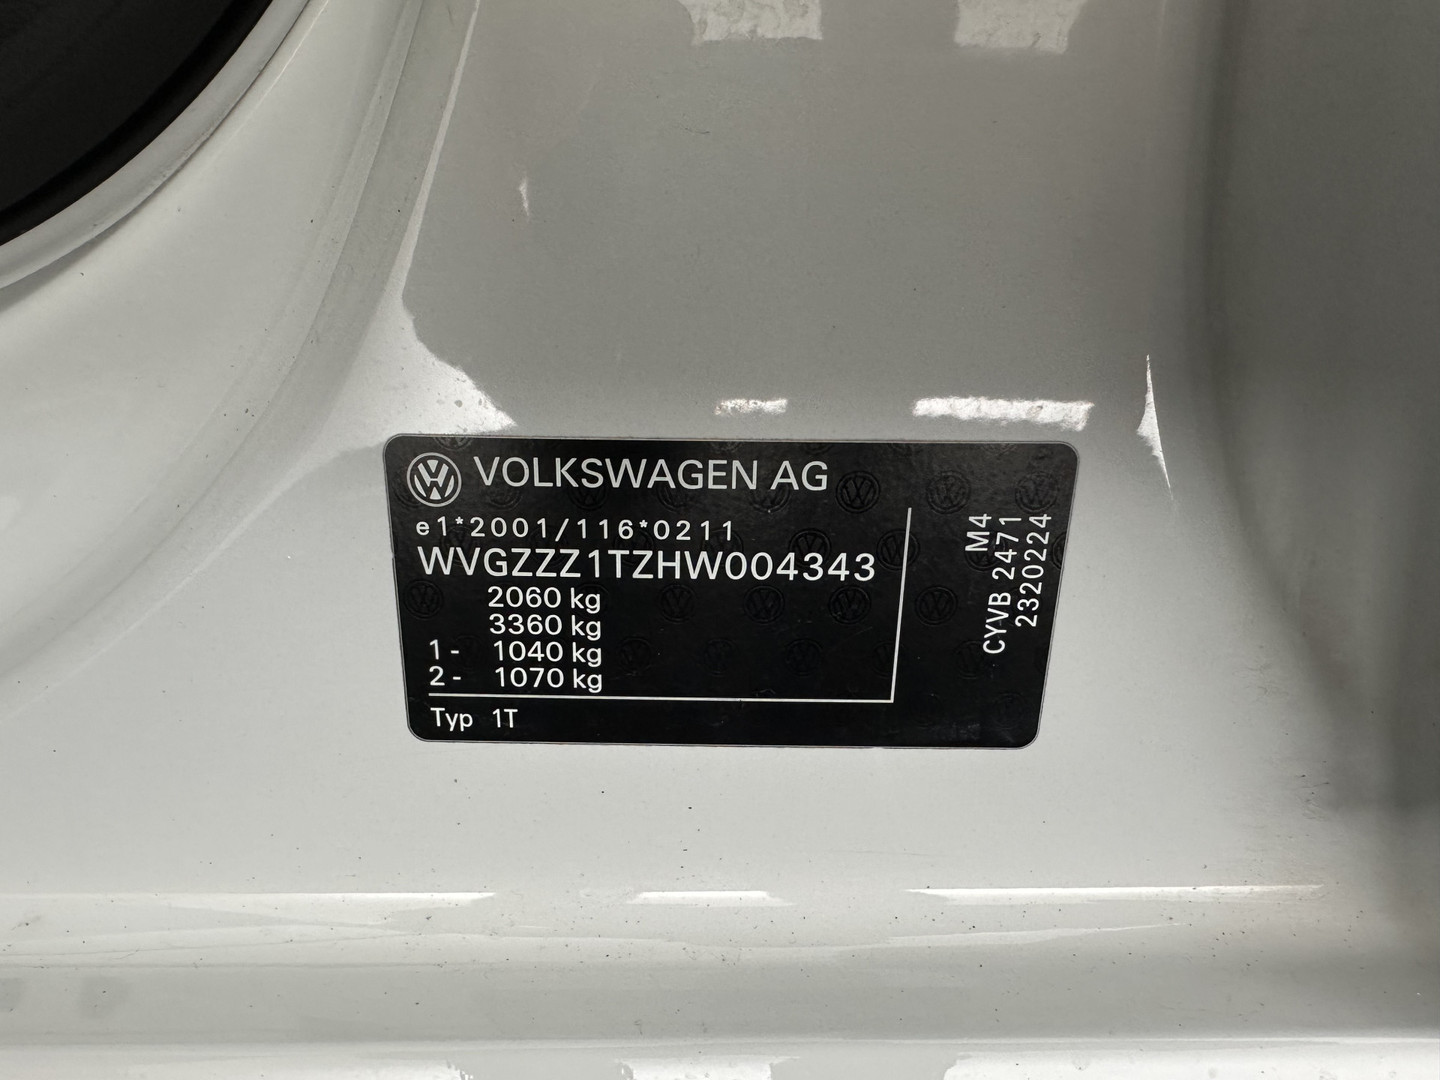 VOLKSWAGEN AG
e1*2001/116*0211
WVGZZZ1TZHW004343
2060 kg
3360 kg
1- 1040 kg
2- 1070 kg
Typ 1T
M4
CYVB 2471
2320224